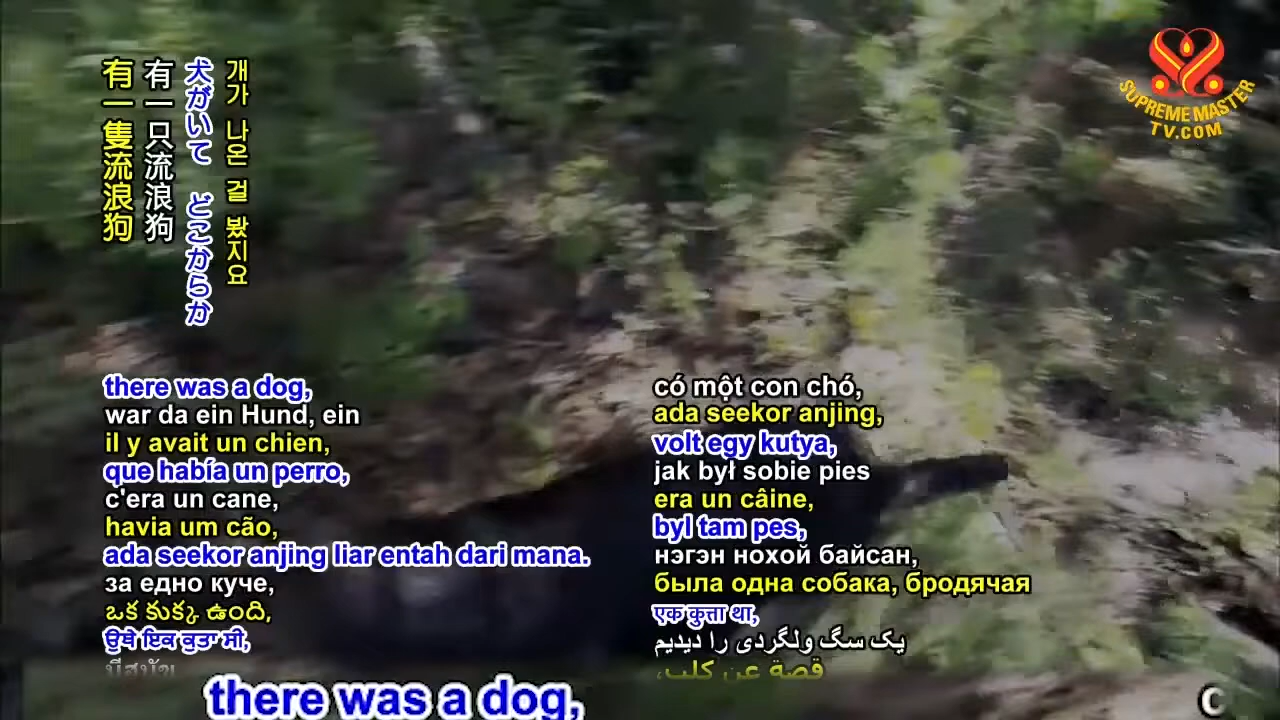 有一隻流浪狗
有一只流浪狗
犬がいて どこからか
개가 나온 걸 봤지요
SUPREME MASTER
TV.COM
there was a dog,
war da ein Hund, ein
il y avait un chien,
que había un perro,
c'era un cane,
havia um cão,
ada seekor anjing liar entah dari mana.
за едно куче,
ఒక కుక్క ఉంది,
ਉਥੇ ਇਕ ਕੁਤਾ ਸੀ,
có một con chó,
ada seekor anjing,
volt egy kutya,
jak był sobie pies
era un câine,
byl tam pes,
нэгэн нохой байсан,
была одна собака, бродячая
एक कुत्ता था,
یک سگ ولگردی را دیدیم
قصة عن كلب،
there was a dog,